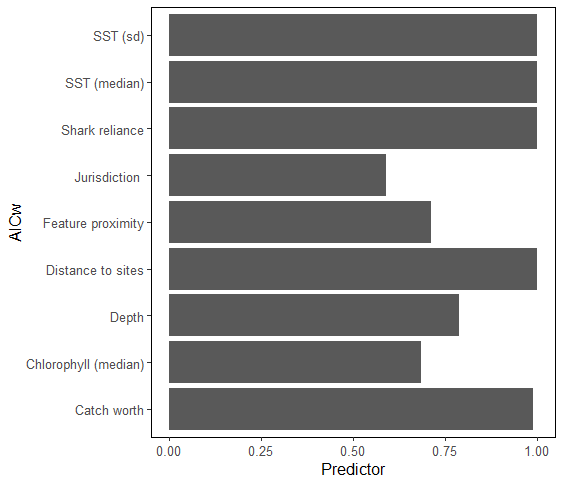 SST (sd)
SST (median)
Shark reliance
Jurisdiction
Feature proximity
Distance to sites
Depth
Chlorophyll (median)
Catch worth
AICw
0.00 0.25 0.50 0.75 1.00
Predictor